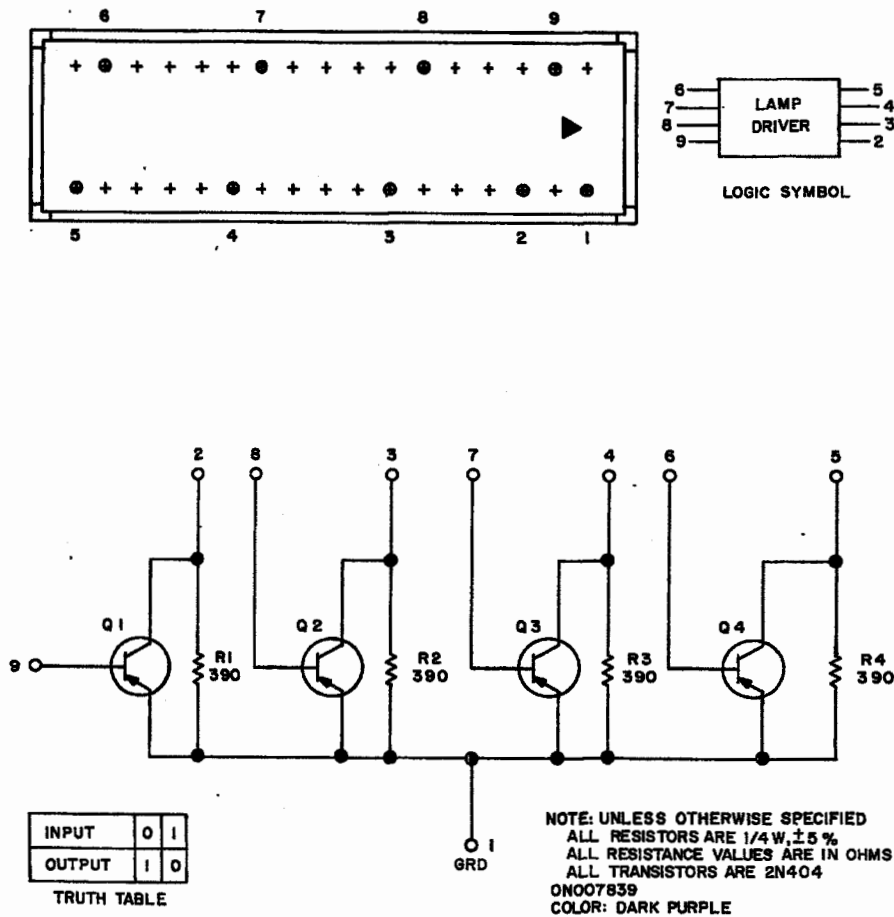 6 7 8 9
5 4 3 2 1
6 5
7 LAMP 4
8 DRIVER 3
9 2
LOGIC SYMBOL
2 8 3 7 4 6 5
Q1 Q2 Q3 Q4
9
R1 R2 R3 R4
390 390 390 390
1
GRD
INPUT 0 1
OUTPUT 1 0
TRUTH TABLE
NOTE: UNLESS OTHERWISE SPECIFIED
ALL RESISTORS ARE 1/4 W, ±5 %
ALL RESISTANCE VALUES ARE IN OHMS
ALL TRANSISTORS ARE 2N404
ONOO7839
COLOR: DARK PURPLE